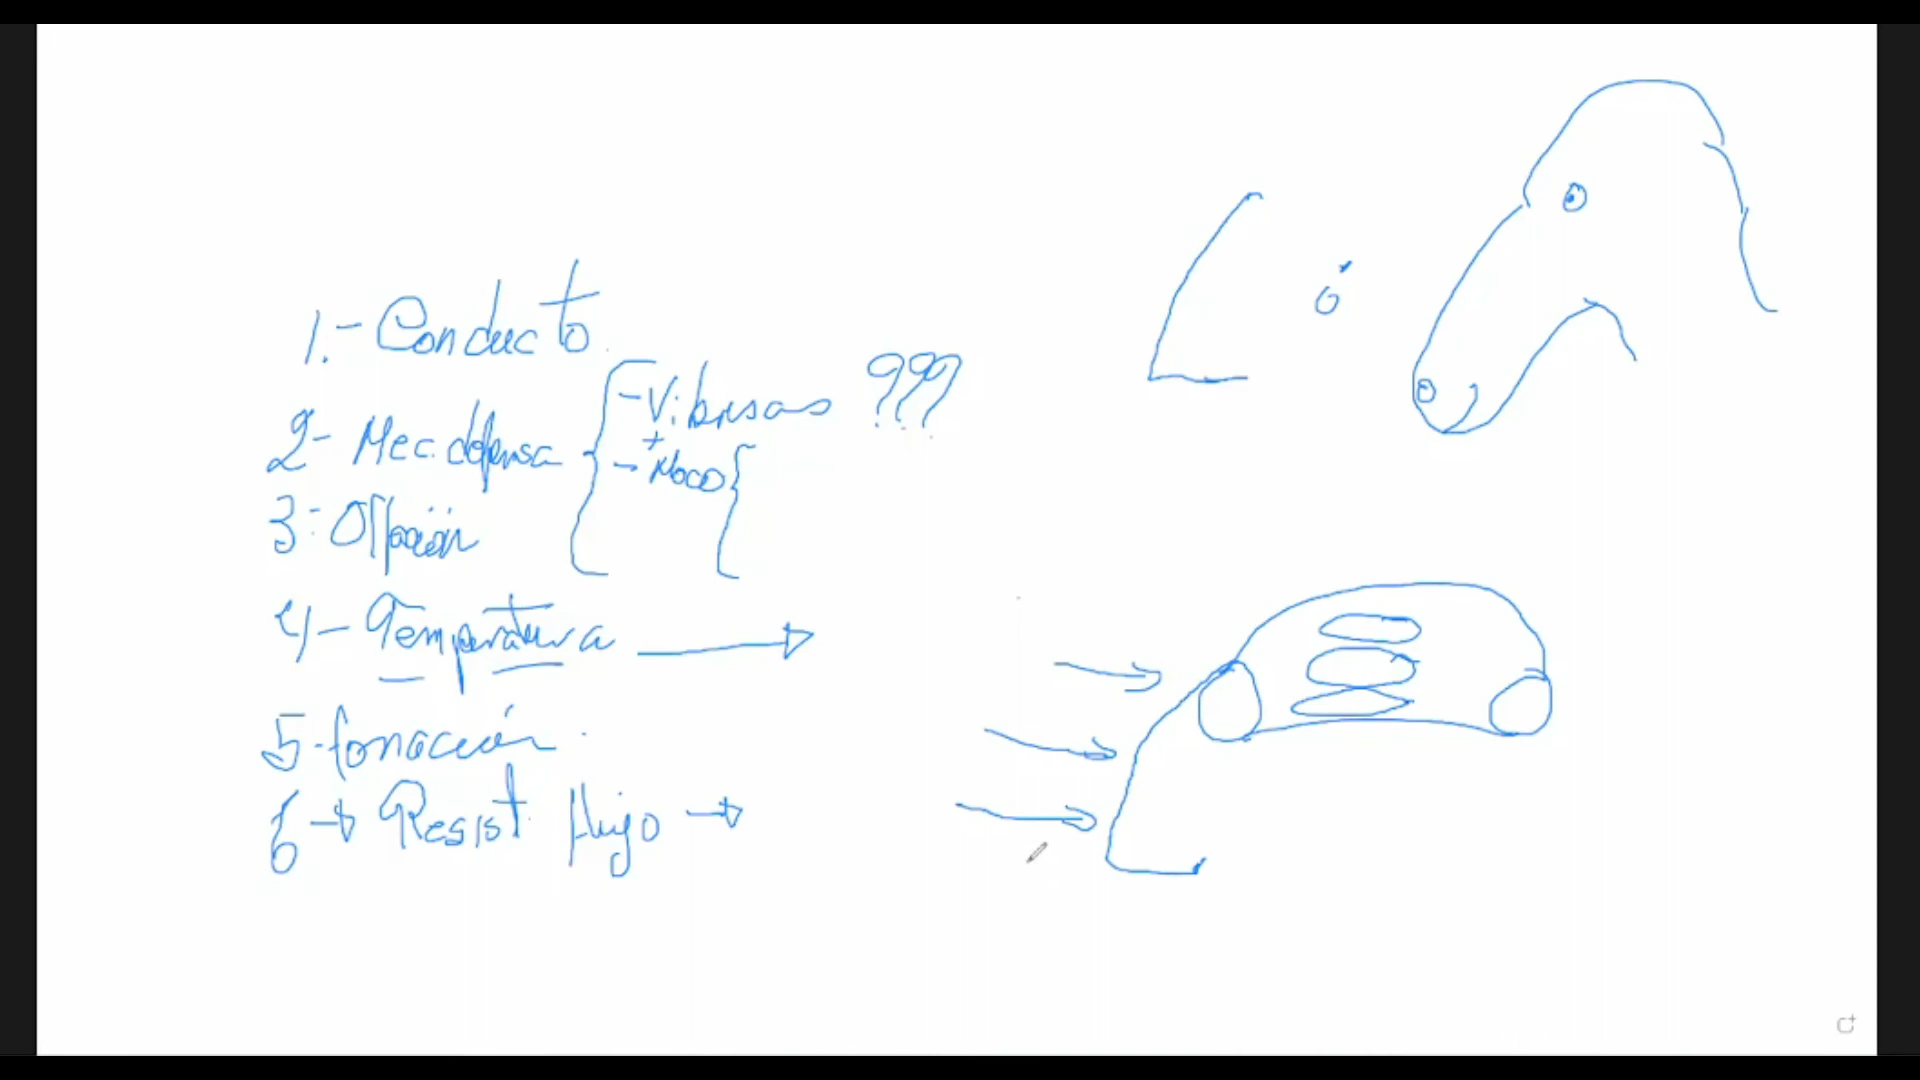 1.- Conducto
2- Mec. defensa { - Vibrisas ???
+
- Moco {
3- Olfación
4- Temperatura →
5- fonación
6 → Resist flujo →
ó